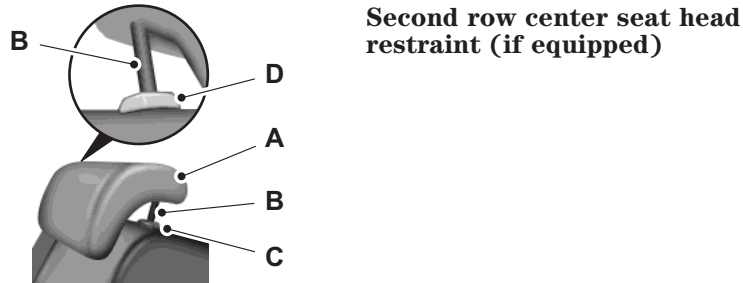 Second row center seat head
restraint (if equipped)
B
D
A
B
C